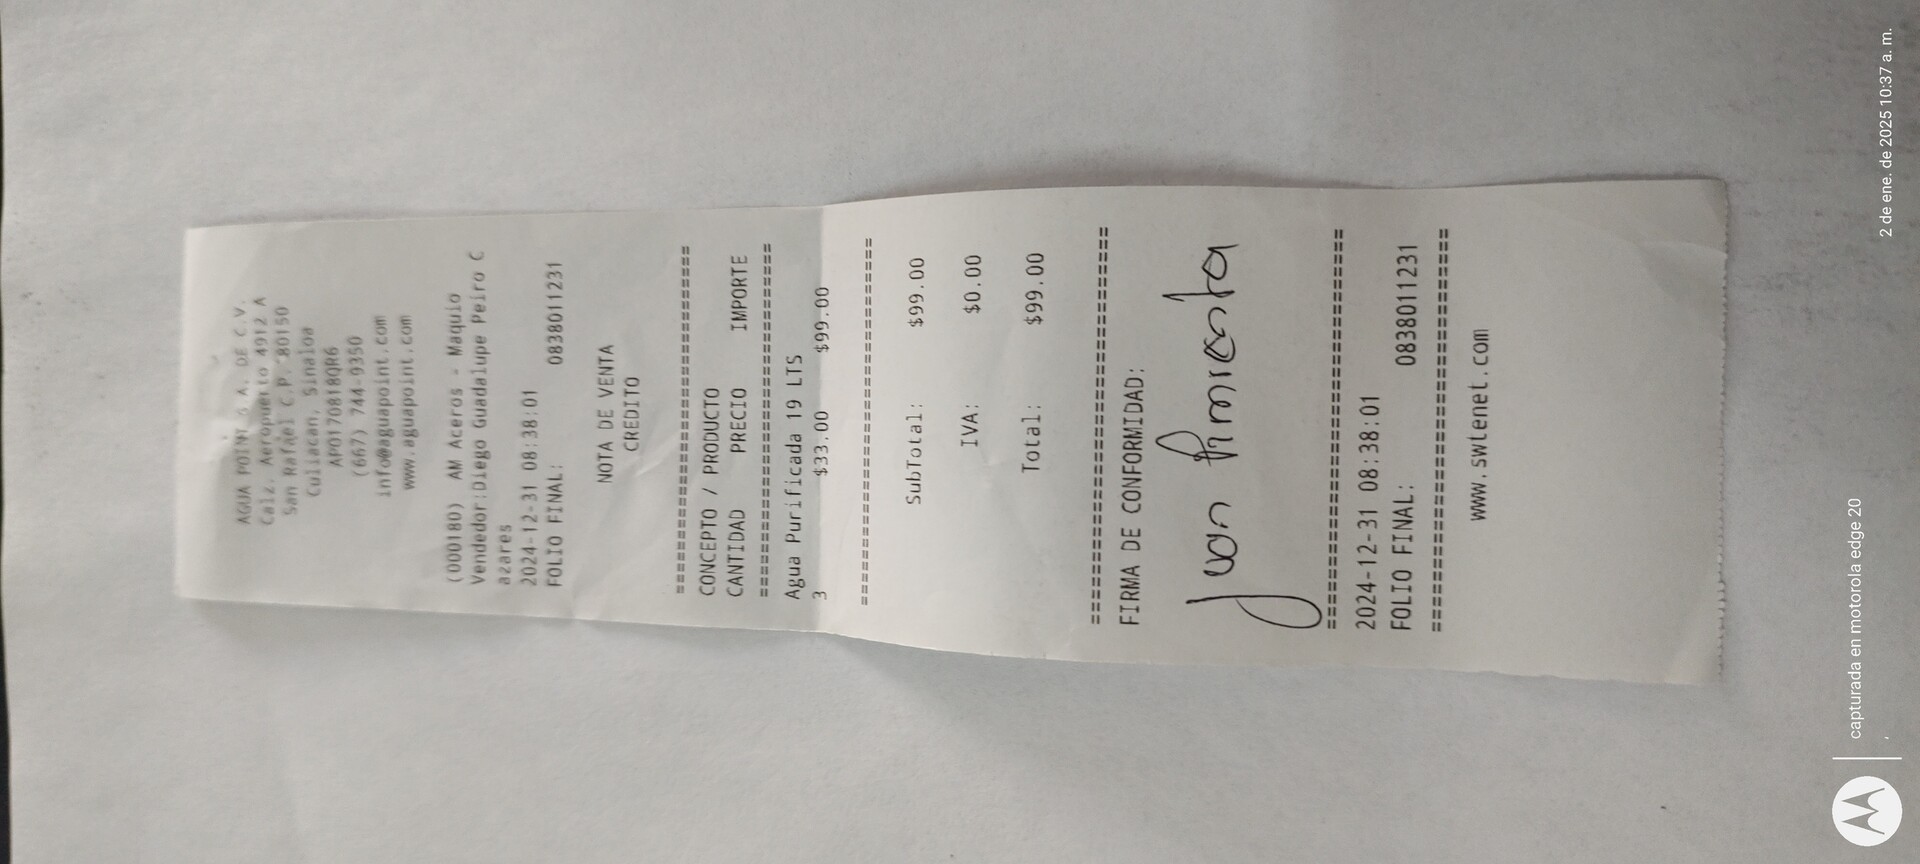 AGUA POINT S A. DE C.V.
Calz. Aeropuerto 4912 A
San Rafael C.P. 80150
Culiacan, Sinaloa
APO170818QR6
(667) 744-9350
info@aguapoint.com
www.aguapoint.com
(000180) AM Aceros - Maquio
Vendedor:Diego Guadalupe Peiro C
azares
2024-12-31 08:38:01
FOLIO FINAL: 0838011231
NOTA DE VENTA
CREDITO
================================
CONCEPTO / PRODUCTO
CANTIDAD PRECIO IMPORTE
================================
Agua Purificada 19 LTS
3 $33.00 $99.00
================================
SubTotal: $99.00
IVA: $0.00
Total: $99.00
================================
FIRMA DE CONFORMIDAD:
Juan Pimienta
================================
2024-12-31 08:38:01
FOLIO FINAL: 0838011231
================================
www.swtenet.com
capturada en motorola edge 20
2 de ene. de 2025 10:37 a. m.